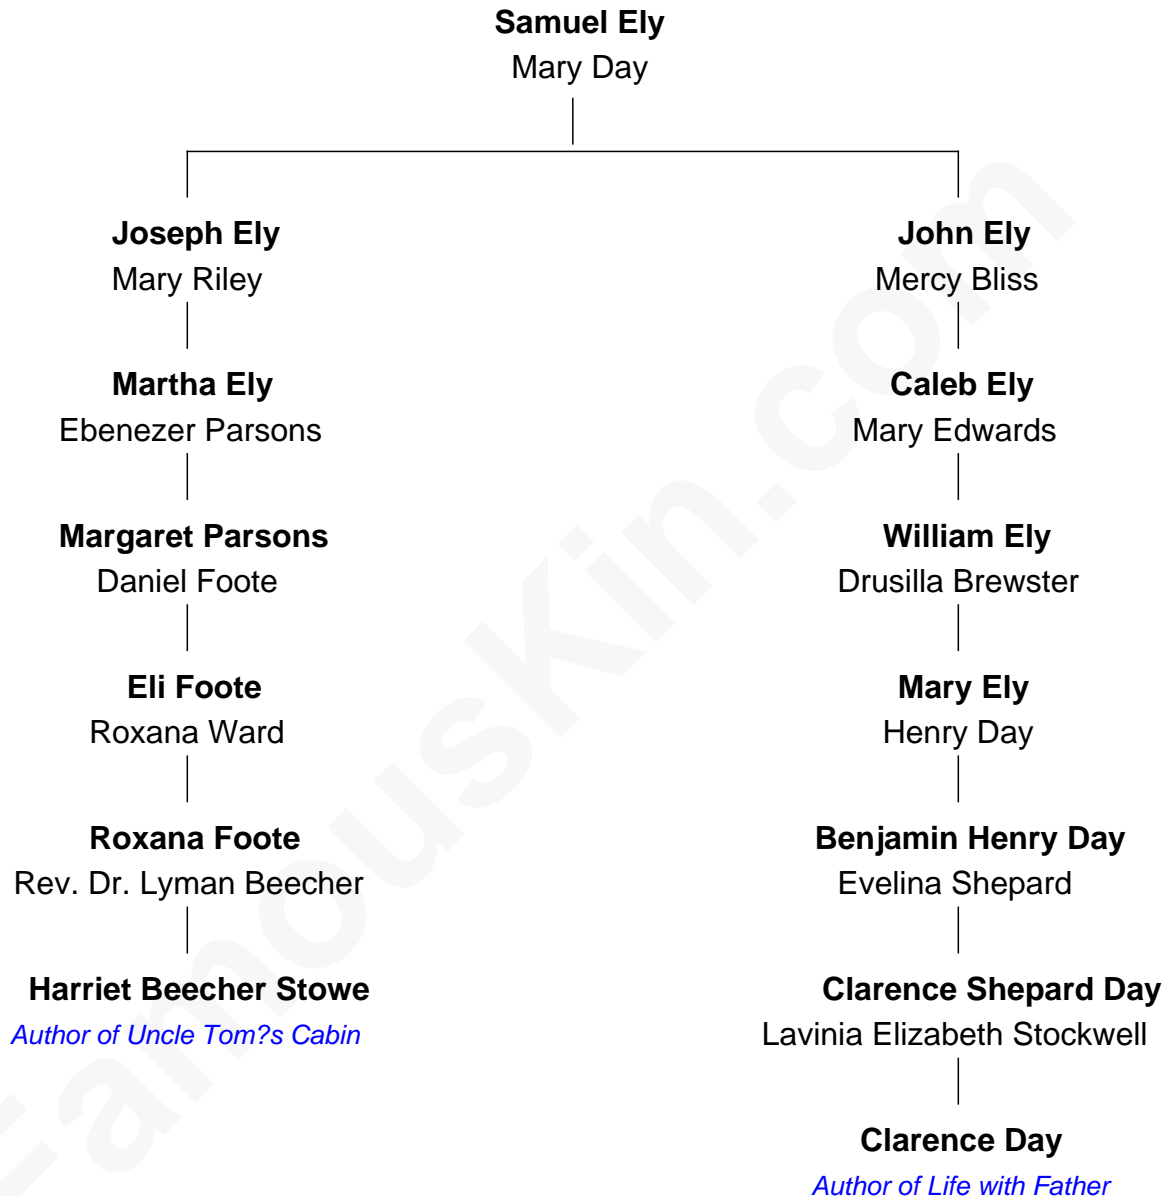 Samuel Ely
Mary Day
Joseph Ely
Mary Riley
John Ely
Mercy Bliss
Martha Ely
Ebenezer Parsons
Caleb Ely
Mary Edwards
Margaret Parsons
Daniel Foote
William Ely
Drusilla Brewster
Eli Foote
Roxana Ward
Mary Ely
Henry Day
Roxana Foote
Rev. Dr. Lyman Beecher
Benjamin Henry Day
Evelina Shepard
Harriet Beecher Stowe
Author of Uncle Tom?s Cabin
Clarence Shepard Day
Lavinia Elizabeth Stockwell
Clarence Day
Author of Life with Father
FamousKin.com